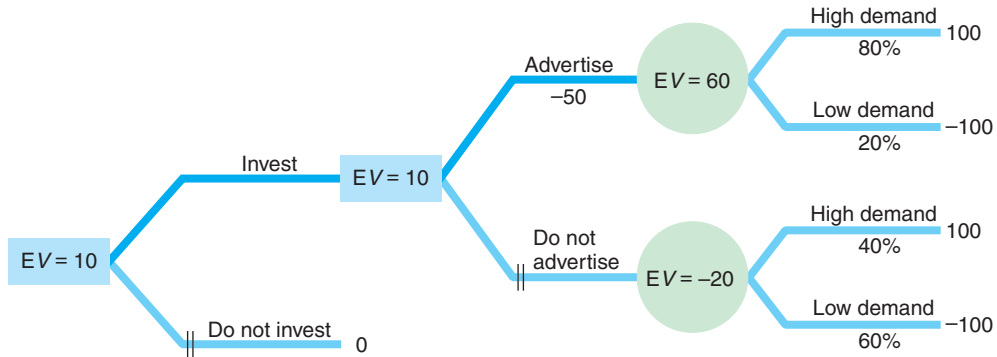 High demand
100
80%
Advertise
–50
EV = 60
Low demand
–100
20%
Invest
EV = 10
High demand
100
40%
Do not
advertise
EV = –20
Low demand
–100
60%
EV = 10
Do not invest
0